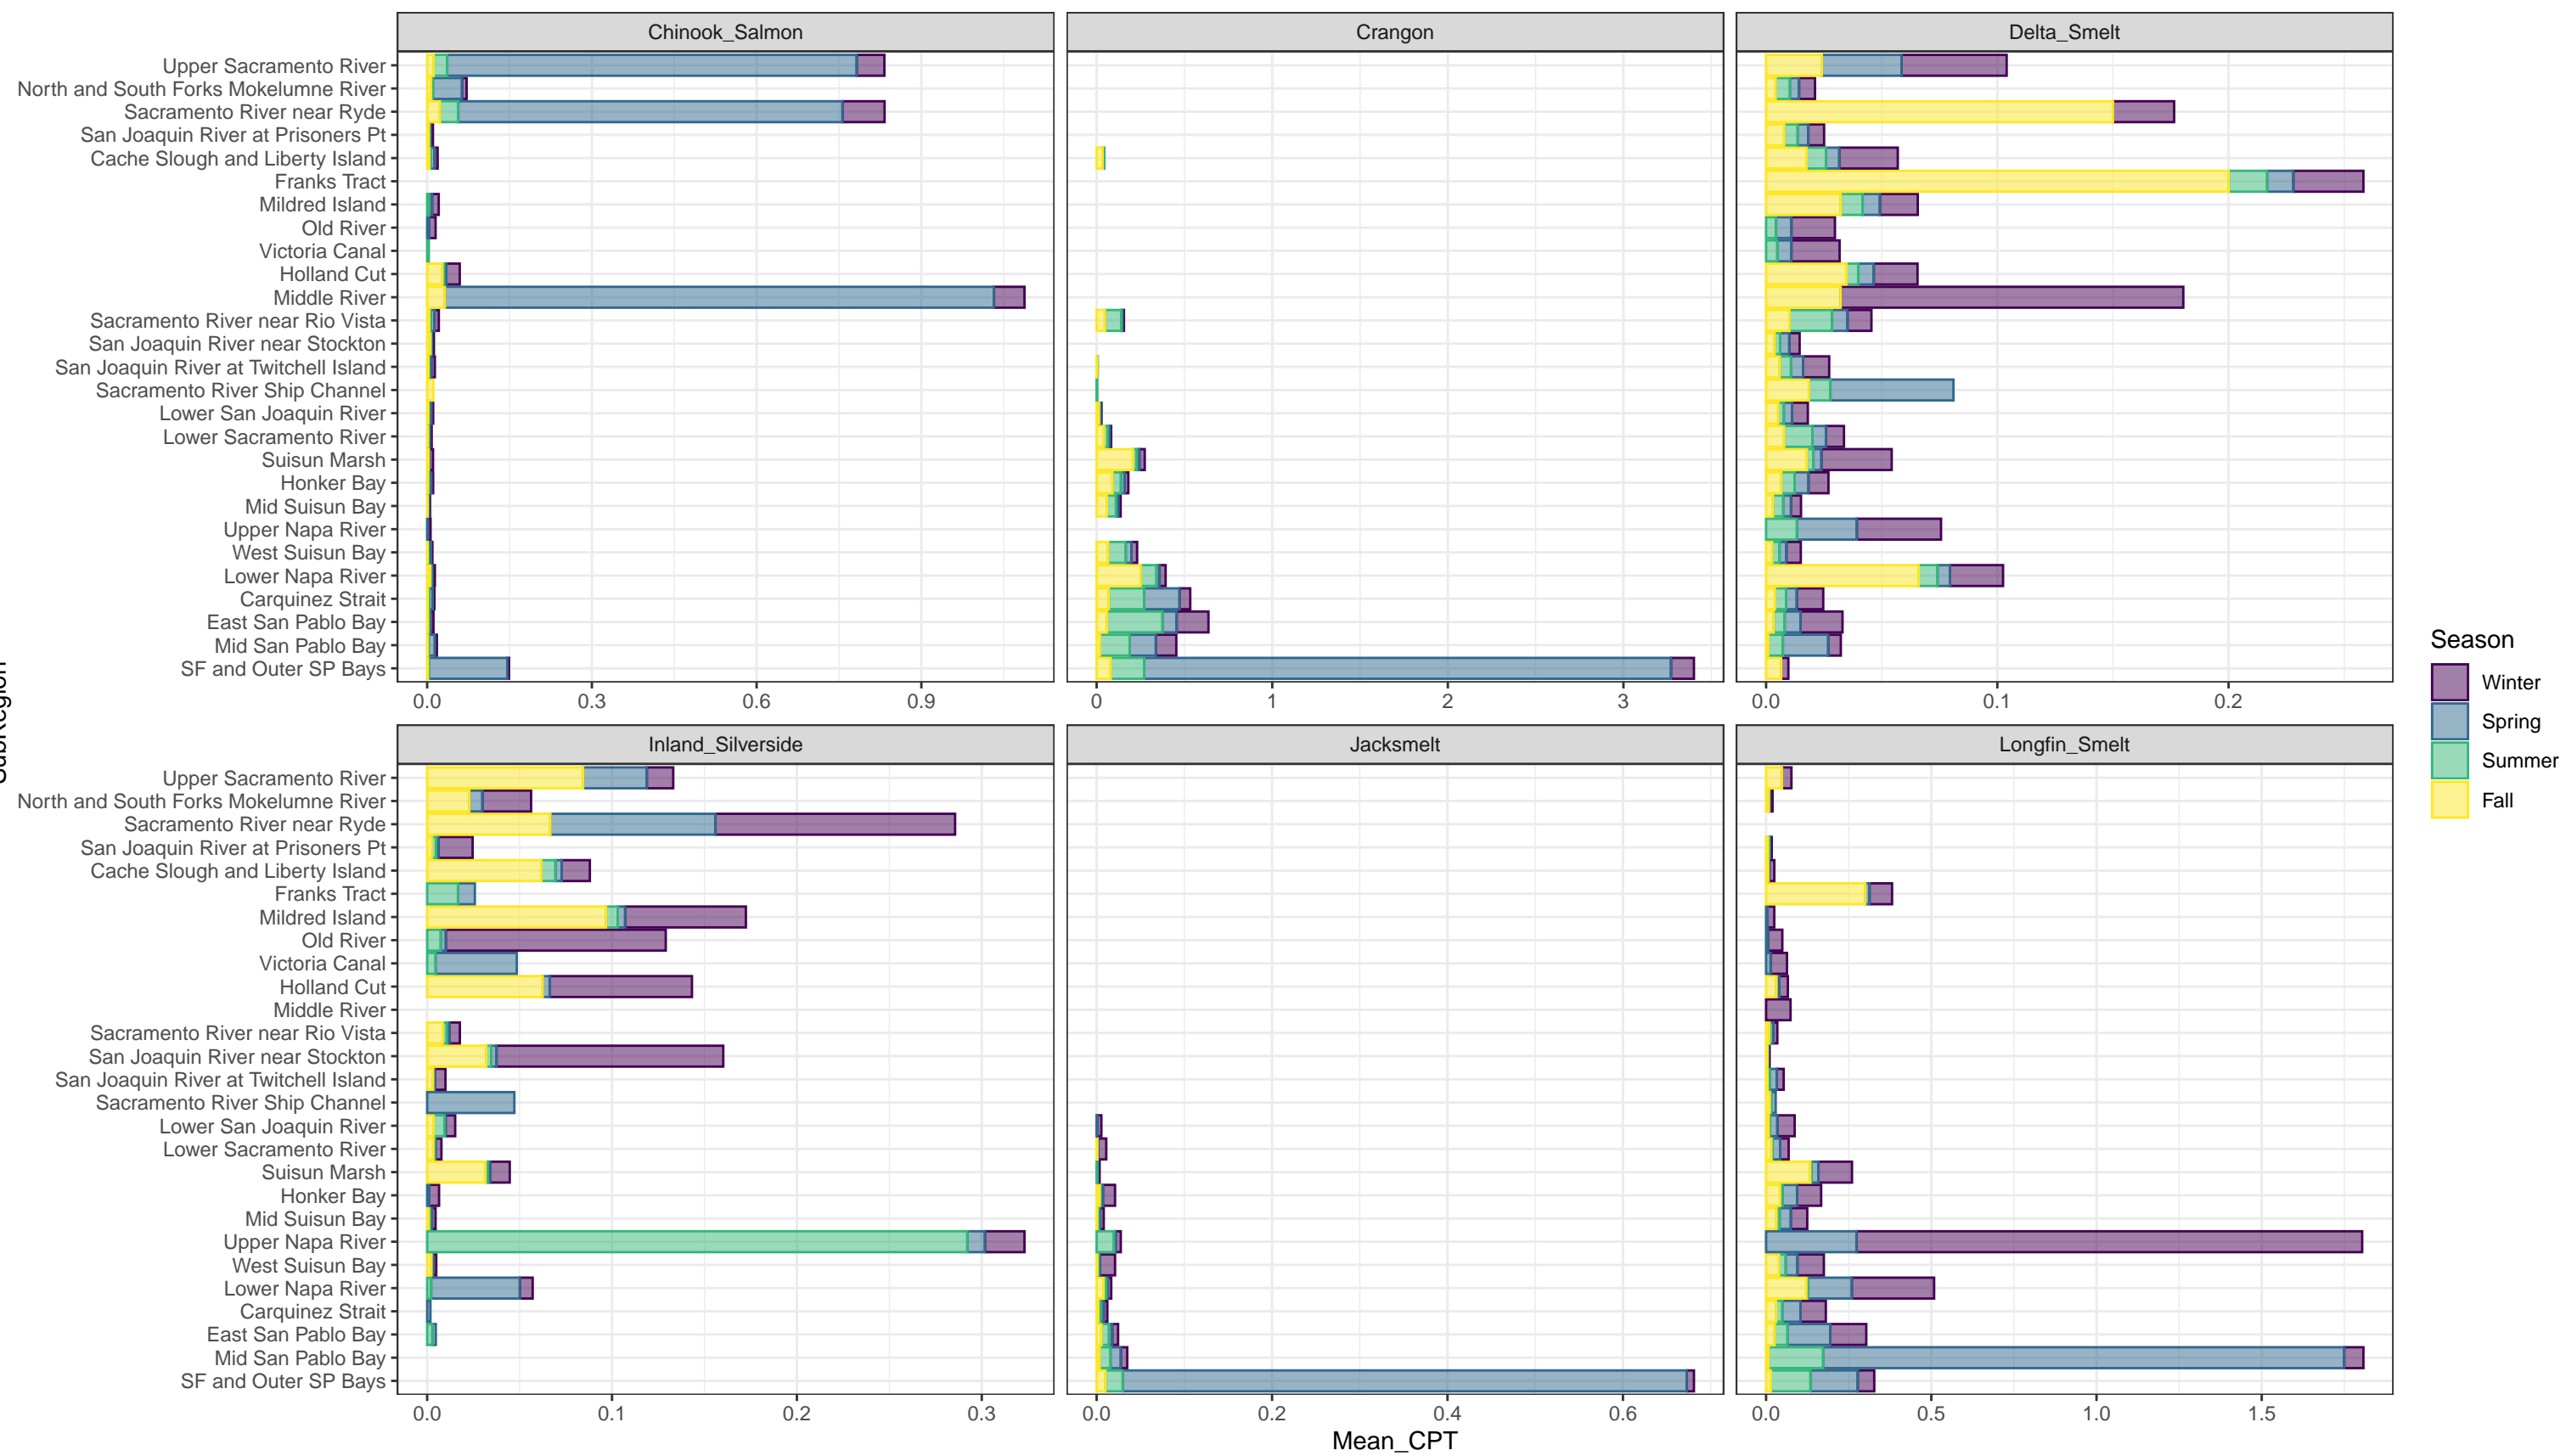 Chinook_Salmon
Crangon
Delta_Smelt
Upper Sacramento River
North and South Forks Mokelumne River
Sacramento River near Ryde
San Joaquin River at Prisoners Pt
Cache Slough and Liberty Island
Franks Tract
Mildred Island
Old River
Victoria Canal
Holland Cut
Middle River
Sacramento River near Rio Vista
San Joaquin River near Stockton
San Joaquin River at Twitchell Island
Sacramento River Ship Channel
Lower San Joaquin River
Lower Sacramento River
Suisun Marsh
Honker Bay
Mid Suisun Bay
Upper Napa River
West Suisun Bay
Lower Napa River
Carquinez Strait
East San Pablo Bay
Mid San Pablo Bay
SF and Outer SP Bays
0.0 0.3 0.6 0.9
0 1 2 3
0.0 0.1 0.2
Inland_Silverside
Jacksmelt
Longfin_Smelt
Upper Sacramento River
North and South Forks Mokelumne River
Sacramento River near Ryde
San Joaquin River at Prisoners Pt
Cache Slough and Liberty Island
Franks Tract
Mildred Island
Old River
Victoria Canal
Holland Cut
Middle River
Sacramento River near Rio Vista
San Joaquin River near Stockton
San Joaquin River at Twitchell Island
Sacramento River Ship Channel
Lower San Joaquin River
Lower Sacramento River
Suisun Marsh
Honker Bay
Mid Suisun Bay
Upper Napa River
West Suisun Bay
Lower Napa River
Carquinez Strait
East San Pablo Bay
Mid San Pablo Bay
SF and Outer SP Bays
0.0 0.1 0.2 0.3
0.0 0.2 0.4 0.6
0.0 0.5 1.0 1.5
Mean_CPT
Season
Winter
Spring
Summer
Fall